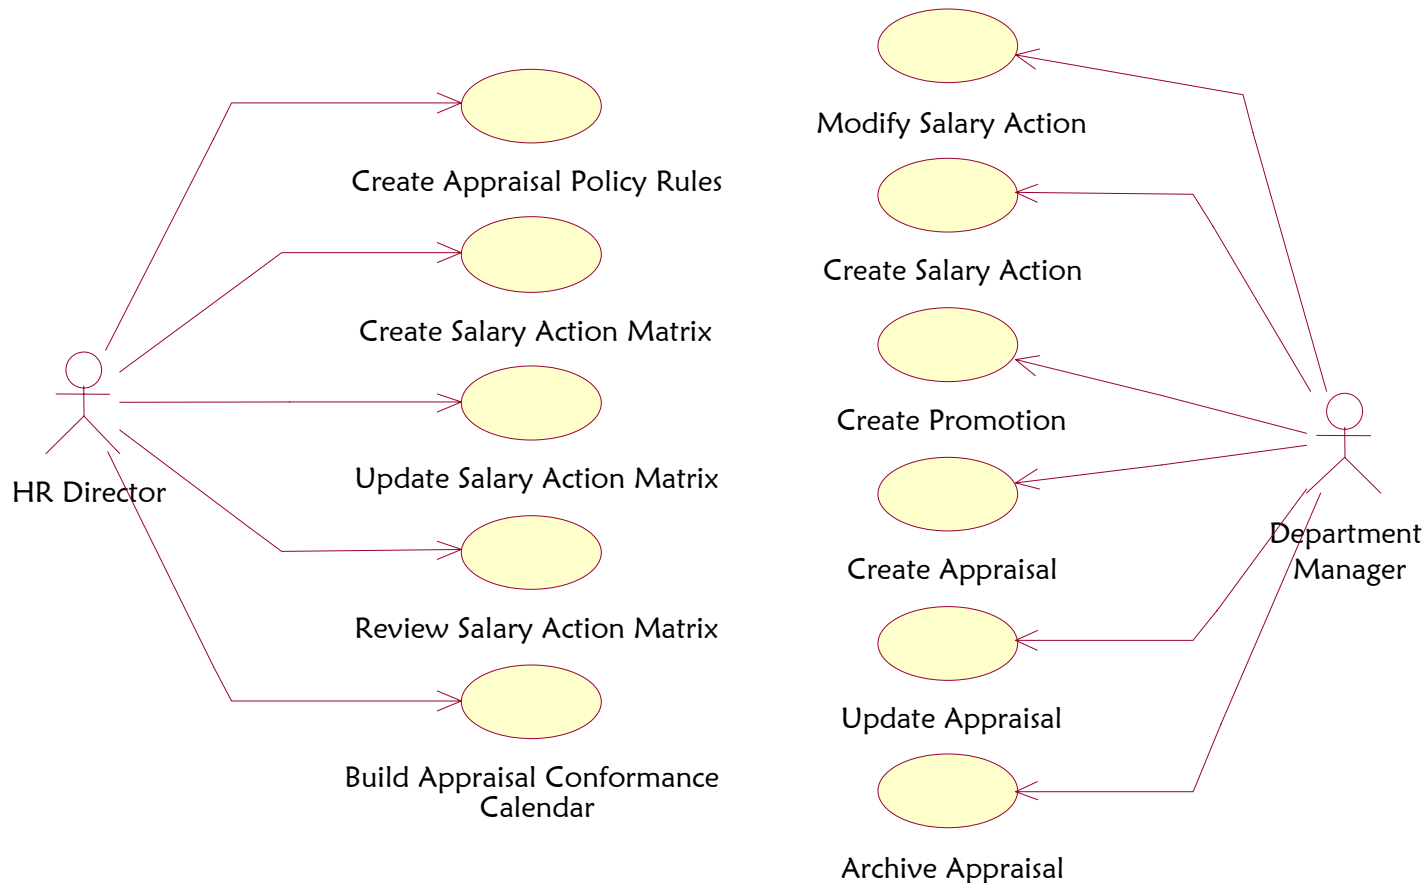 Create Appraisal Policy Rules
Create Salary Action Matrix
Update Salary Action Matrix
HR Director
Review Salary Action Matrix
Build Appraisal Conformance
Calendar
Modify Salary Action
Create Salary Action
Create Promotion
Create Appraisal
Update Appraisal
Archive Appraisal
Department
Manager